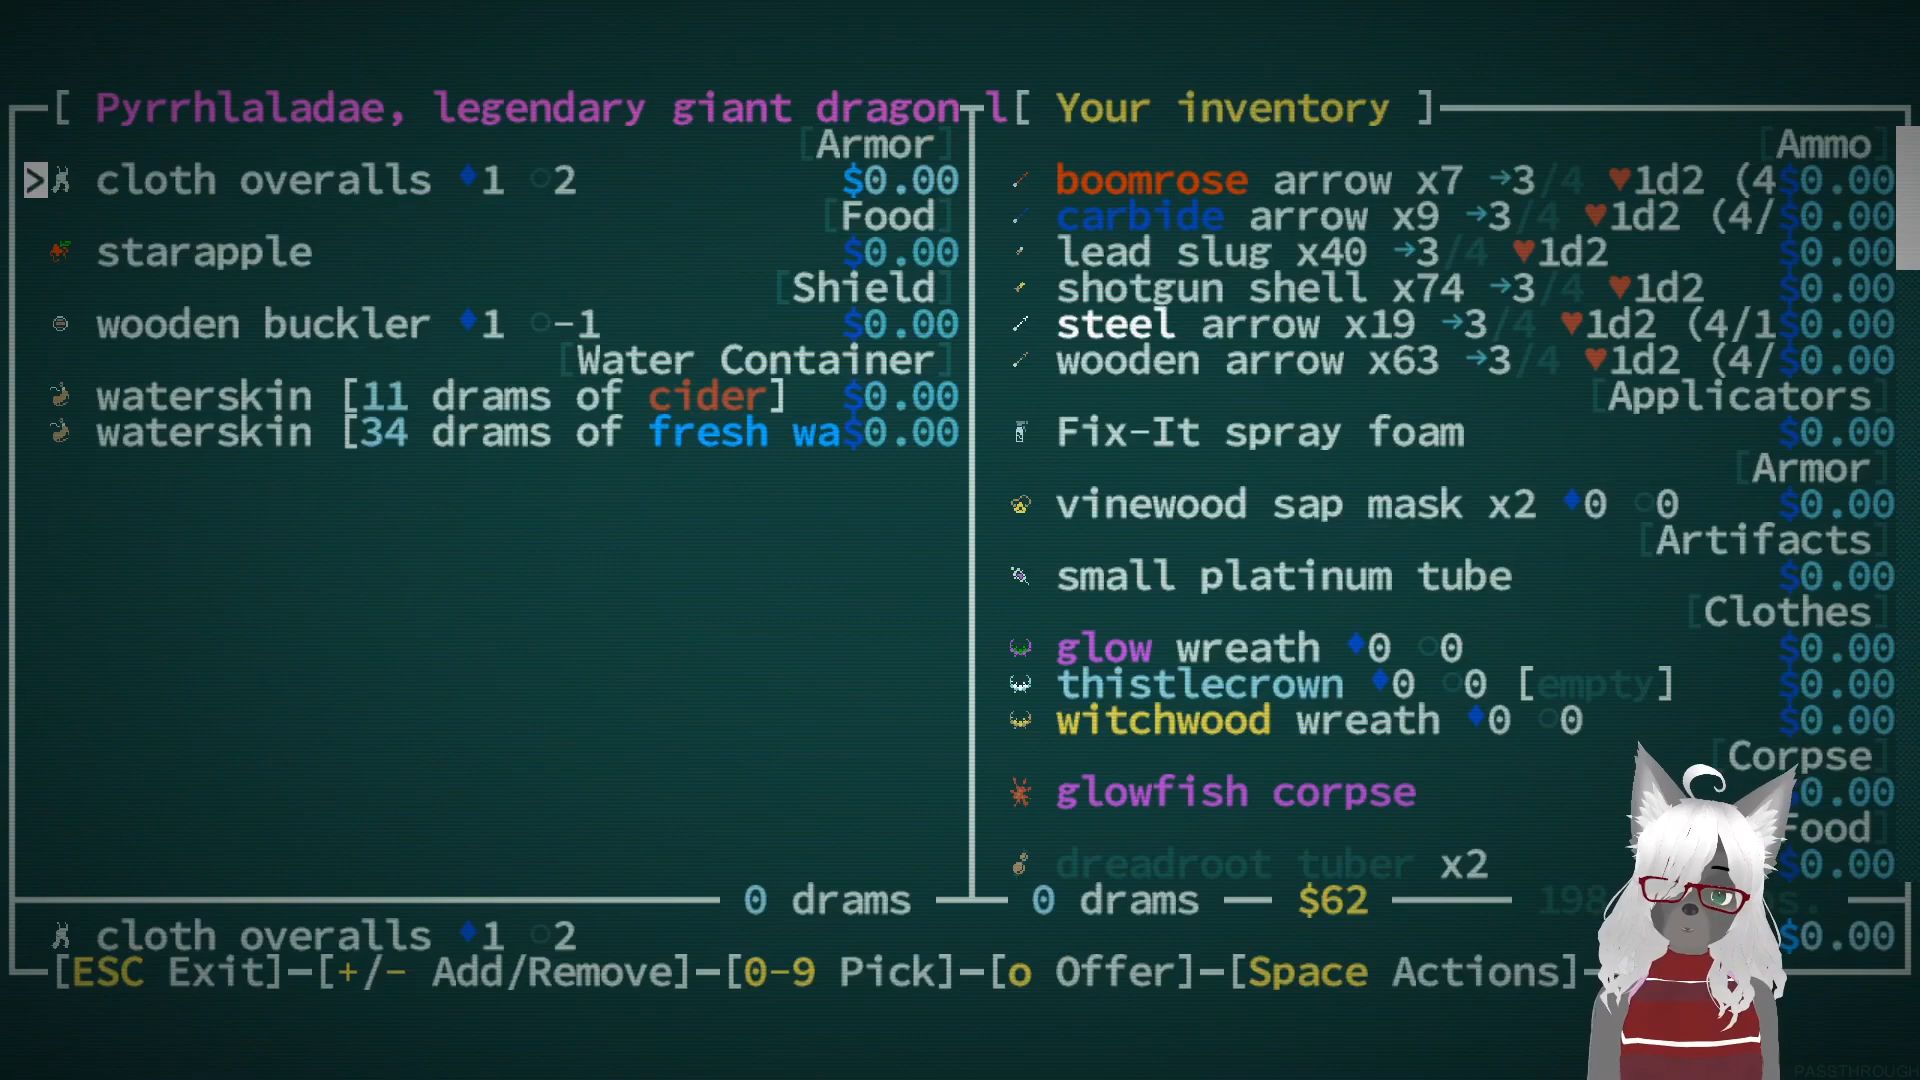 [ Pyrrhlaladae, legendary giant dragon l[ Your inventory ]
[Armor]
> cloth overalls ♦1 ○2 $0.00
[Food]
starapple $0.00
[Shield]
wooden buckler ♦1 ○-1 $0.00
[Water Container]
waterskin [11 drams of cider] $0.00
waterskin [34 drams of fresh wa$0.00
0 drams
[Ammo]
boomrose arrow x7 →3/4 ♥1d2 (4$0.00
carbide arrow x9 →3/4 ♥1d2 (4/ $0.00
lead slug x40 →3/4 ♥1d2 $0.00
shotgun shell x74 →3/4 ♥1d2 $0.00
steel arrow x19 →3/4 ♥1d2 (4/1$0.00
wooden arrow x63 →3/4 ♥1d2 (4/ $0.00
[Applicators]
Fix-It spray foam $0.00
[Armor]
vinewood sap mask x2 ♦0 ○0 $0.00
[Artifacts]
small platinum tube $0.00
[Clothes]
glow wreath ♦0 ○0 $0.00
thistlecrown ♦0 ○0 [empty] $0.00
witchwood wreath ♦0 ○0 $0.00
[Corpse]
glowfish corpse $0.00
Food]
dreadroot tuber x2 $0.00
0 drams $62 198
cloth overalls ♦1 ○2 $0.00
[ESC Exit]-[+/- Add/Remove]-[0-9 Pick]-[o Offer]-[Space Actions]
PASSTHROUGH